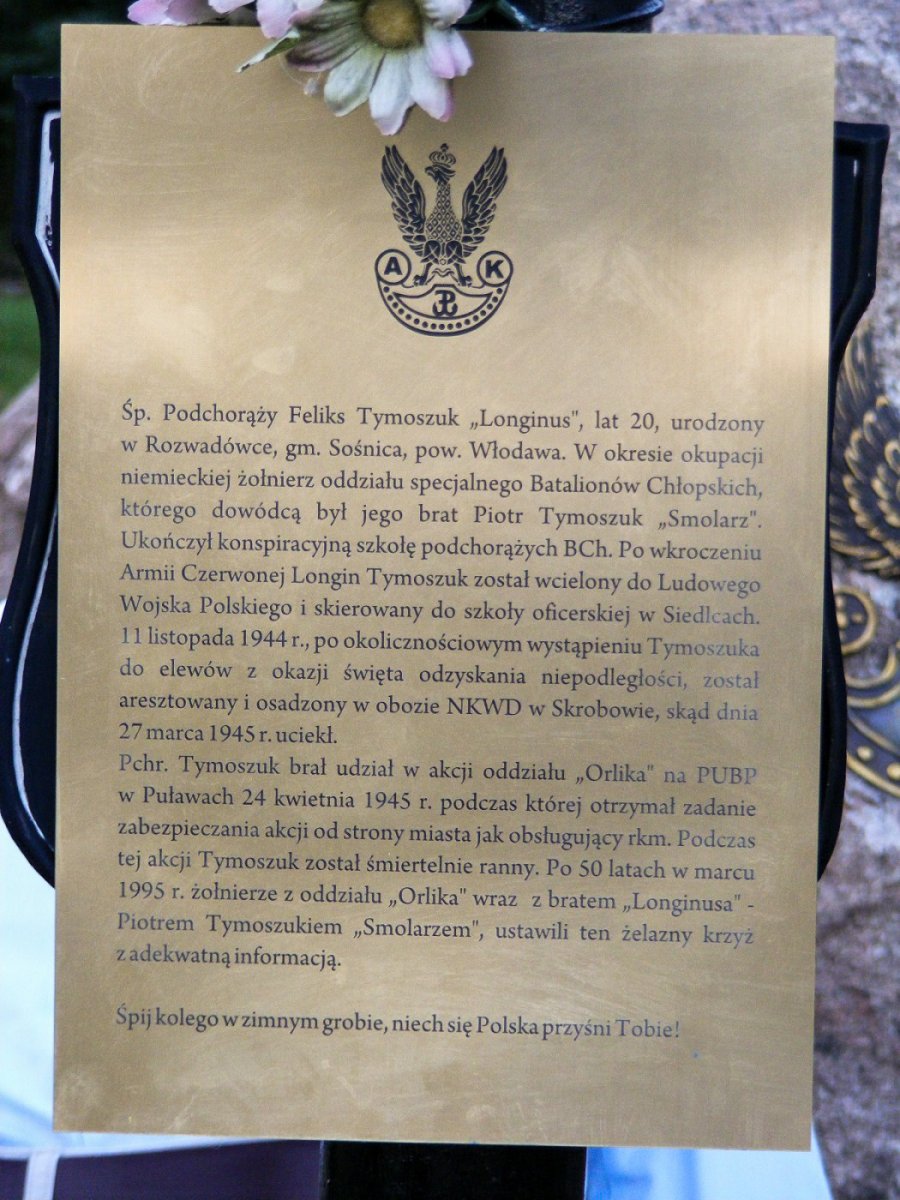 A K
Śp. Podchorąży Feliks Tymoszuk „Longinus", lat 20, urodzony
w Rozwadówce, gm. Sośnica, pow. Włodawa. W okresie okupacji
niemieckiej żołnierz oddziału specjalnego Batalionów Chłopskich,
którego dowódcą był jego brat Piotr Tymoszuk „Smolarz".
Ukończył konspiracyjną szkołę podchorążych BCh. Po wkroczeniu
Armii Czerwonej Longin Tymoszuk został wcielony do Ludowego
Wojska Polskiego i skierowany do szkoły oficerskiej w Siedlcach.
11 listopada 1944 r., po okolicznościowym wystąpieniu Tymoszuka
do elewów z okazji święta odzyskania niepodległości, został
aresztowany i osadzony w obozie NKWD w Skrobowie, skąd dnia
27 marca 1945 r. uciekł.
Pchr. Tymoszuk brał udział w akcji oddziału „Orlika" na PUBP
w Puławach 24 kwietnia 1945 r. podczas której otrzymał zadanie
zabezpieczania akcji od strony miasta jak obsługujący rkm. Podczas
tej akcji Tymoszuk został śmiertelnie ranny. Po 50 latach w marcu
1995 r. żołnierze z oddziału „Orlika" wraz z bratem „Longinusa" -
Piotrem Tymoszukiem „Smolarzem", ustawili ten żelazny krzyż
z adekwatną informacją.
Śpij kolego w zimnym grobie, niech się Polska przyśni Tobie!